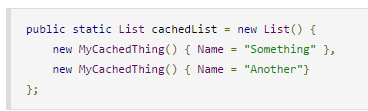 public static List cachedList = new List() {
    new MyCachedThing() { Name = "Something" },
    new MyCachedThing() { Name = "Another"}
};